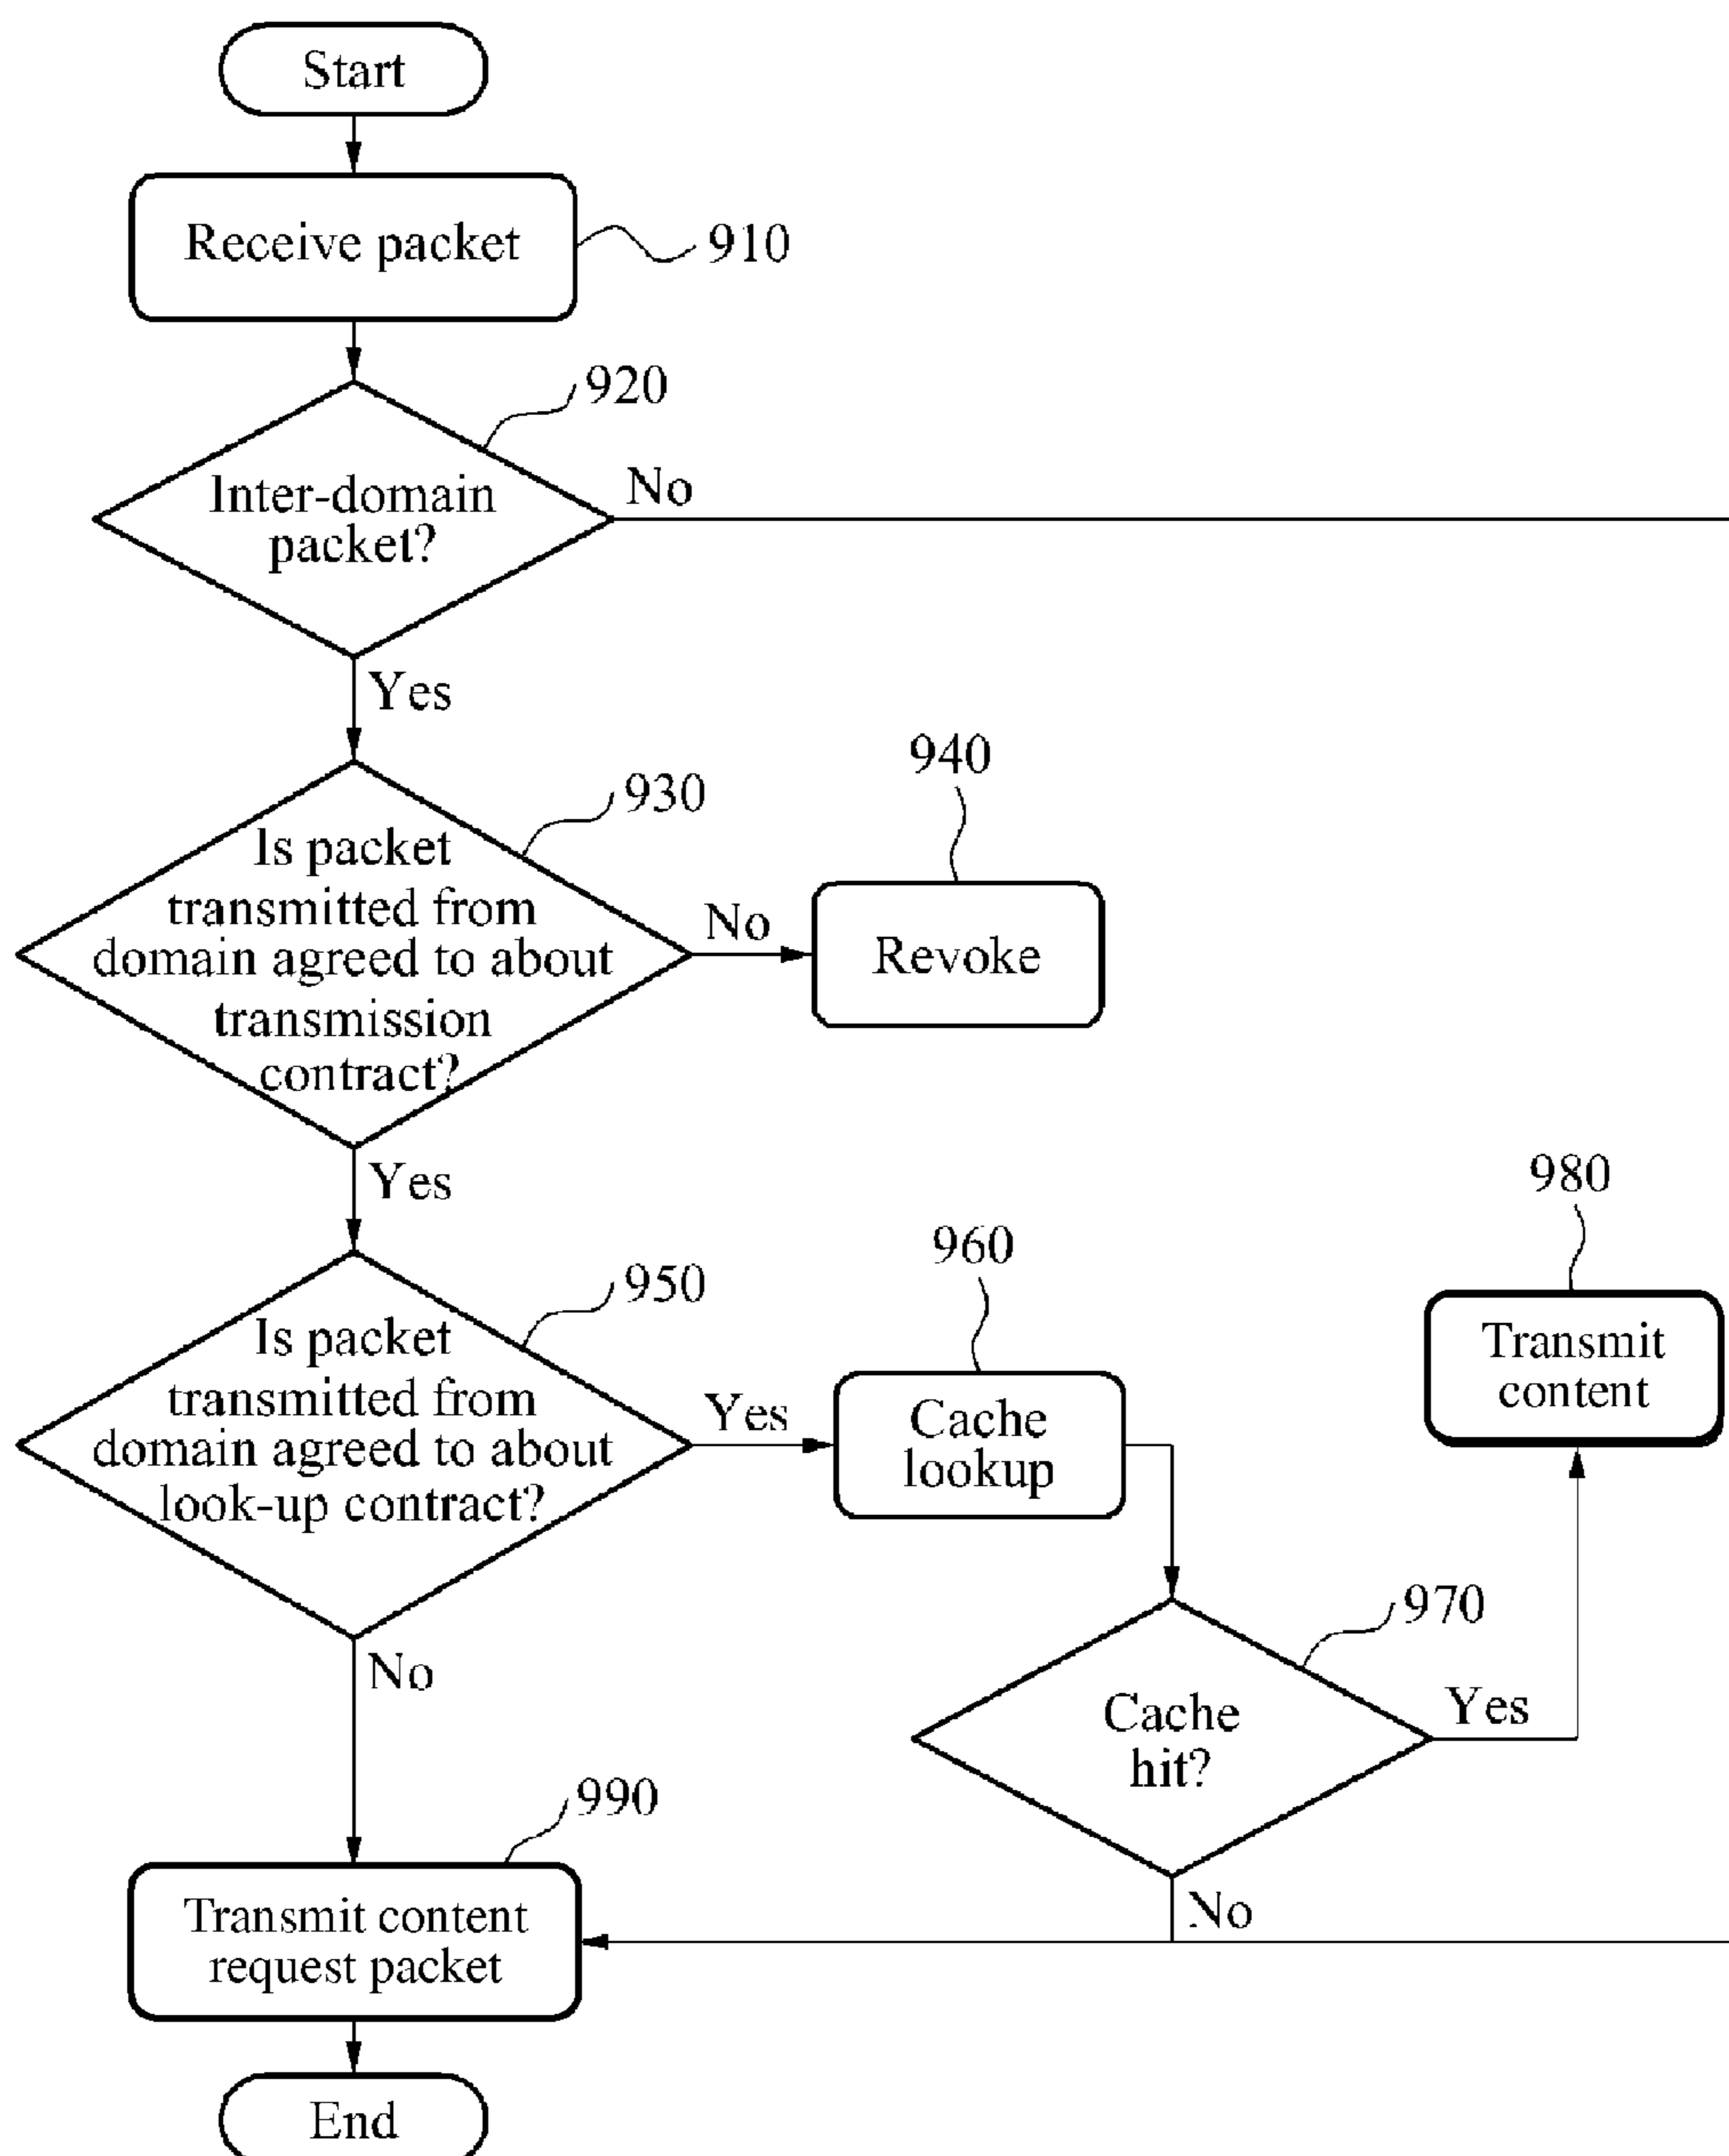 Start
Receive packet
910
920
Inter-domain
packet?
No
Yes
930
Is packet
transmitted from
domain agreed to about
transmission
contract?
No
940
Revoke
Yes
950
Is packet
transmitted from
domain agreed to about
look-up contract?
Yes
960
Cache
lookup
980
Transmit
content
970
Cache
hit?
Yes
No
No
990
Transmit content
request packet
End